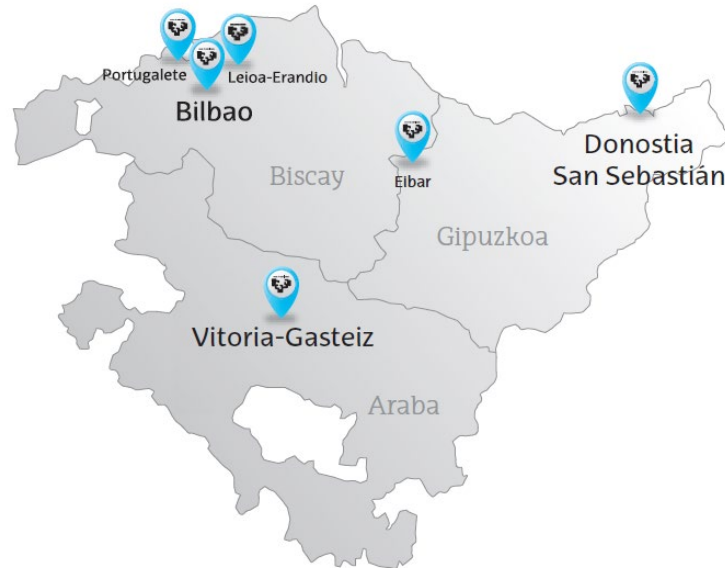 Portugalete
Leioa-Erandio
Bilbao
Biscay
Eibar
Donostia
San Sebastián
Gipuzkoa
Vitoria-Gasteiz
Araba